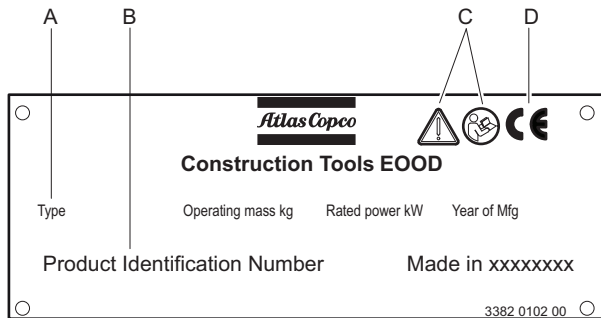 A B C D
Atlas Copco
CE
Construction Tools EOOD
Type Operating mass kg Rated power kW Year of Mfg
Product Identification Number Made in xxxxxxxx
3382 0102 00